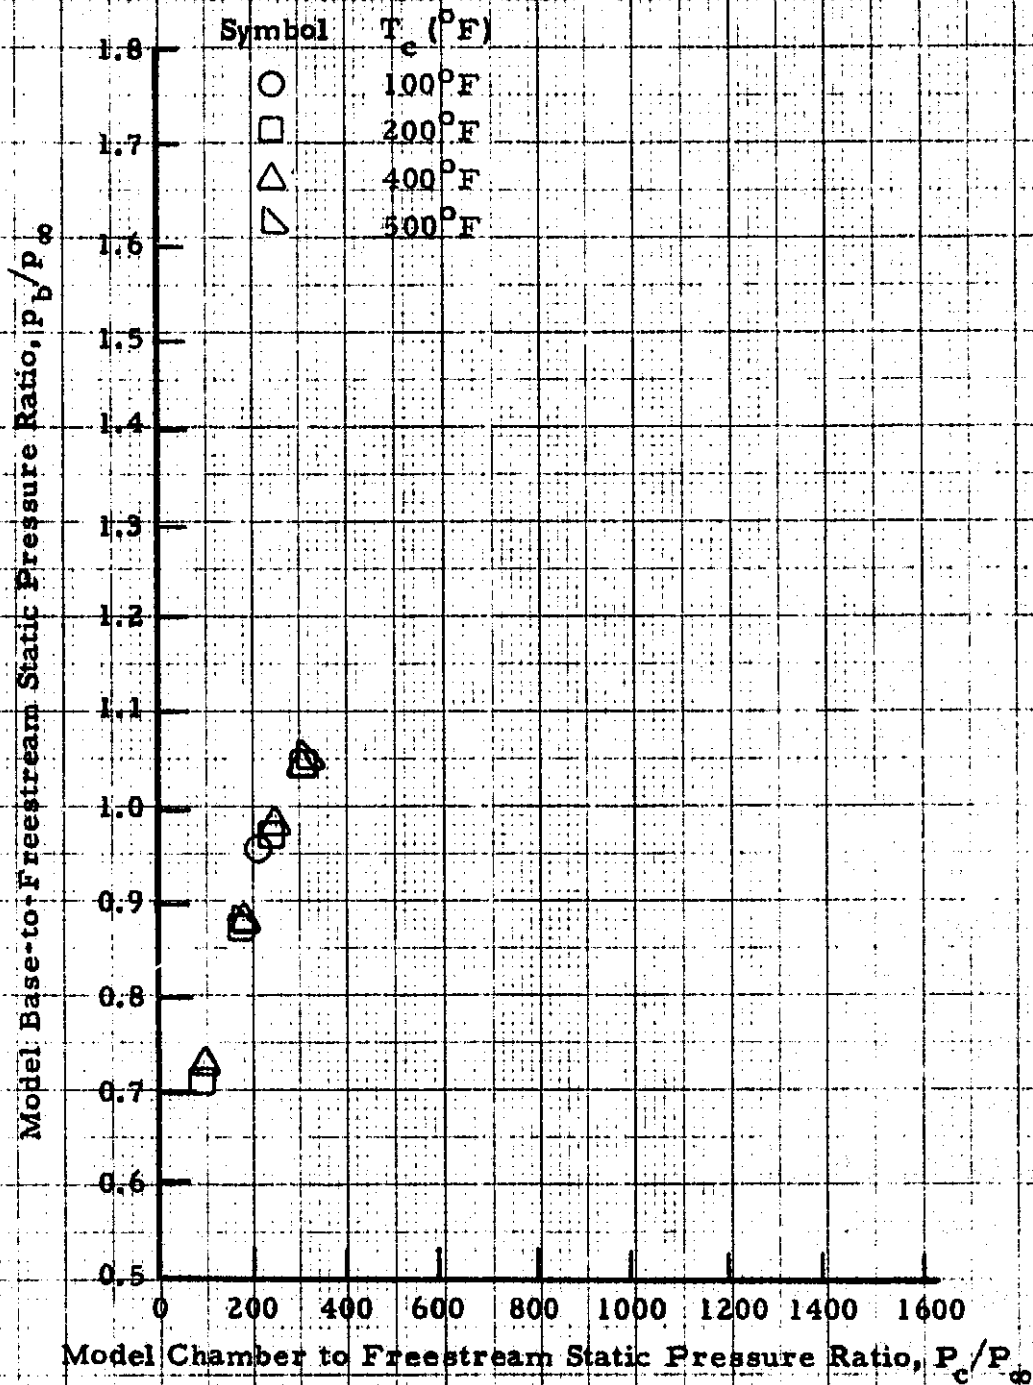 Symbol T_c (°F)
100°F
200°F
400°F
500°F
Model Base-to-Freestream Static Pressure Ratio, p_b/p_∞
1.8
1.7
1.6
1.5
1.4
1.3
1.2
1.1
1.0
0.9
0.8
0.7
0.6
0.5
0 200 400 600 800 1000 1200 1400 1600
Model Chamber to Freestream Static Pressure Ratio, P_c/P_∞